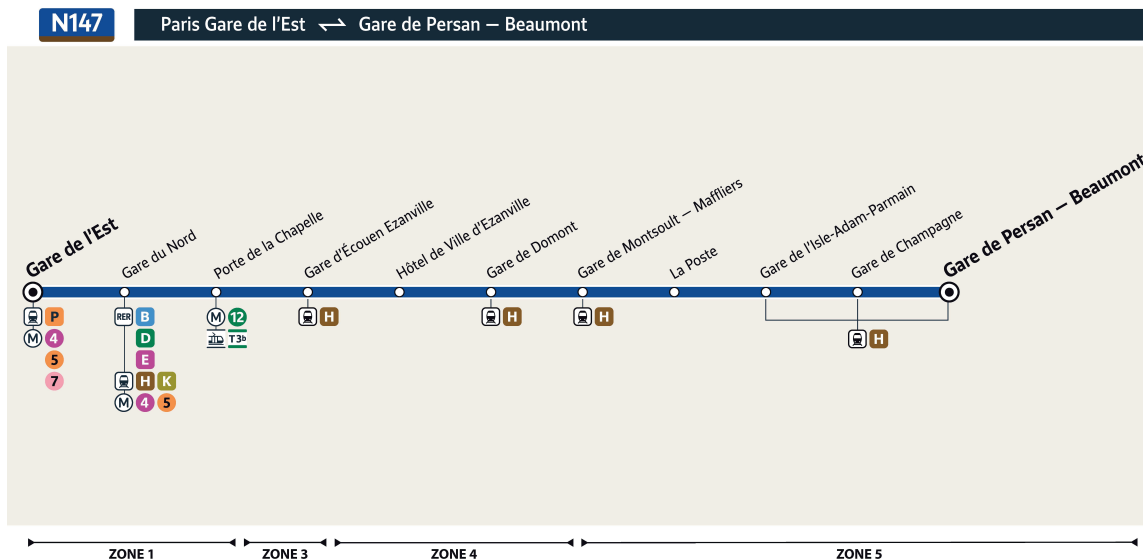 N147
Paris Gare de l'Est ⇌ Gare de Persan – Beaumont
Gare de l'Est
Gare du Nord
Porte de la Chapelle
Gare d'Écouen Ezanville
Hôtel de Ville d'Ezanville
Gare de Domont
Gare de Montsoult – Maffliers
La Poste
Gare de l'Isle-Adam-Parmain
Gare de Champagne
Gare de Persan – Beaumont
P
M 4
5
7
RER B
D
E
H K
M 4 5
M 12
T3b
H
H
H
H
ZONE 1
ZONE 3
ZONE 4
ZONE 5